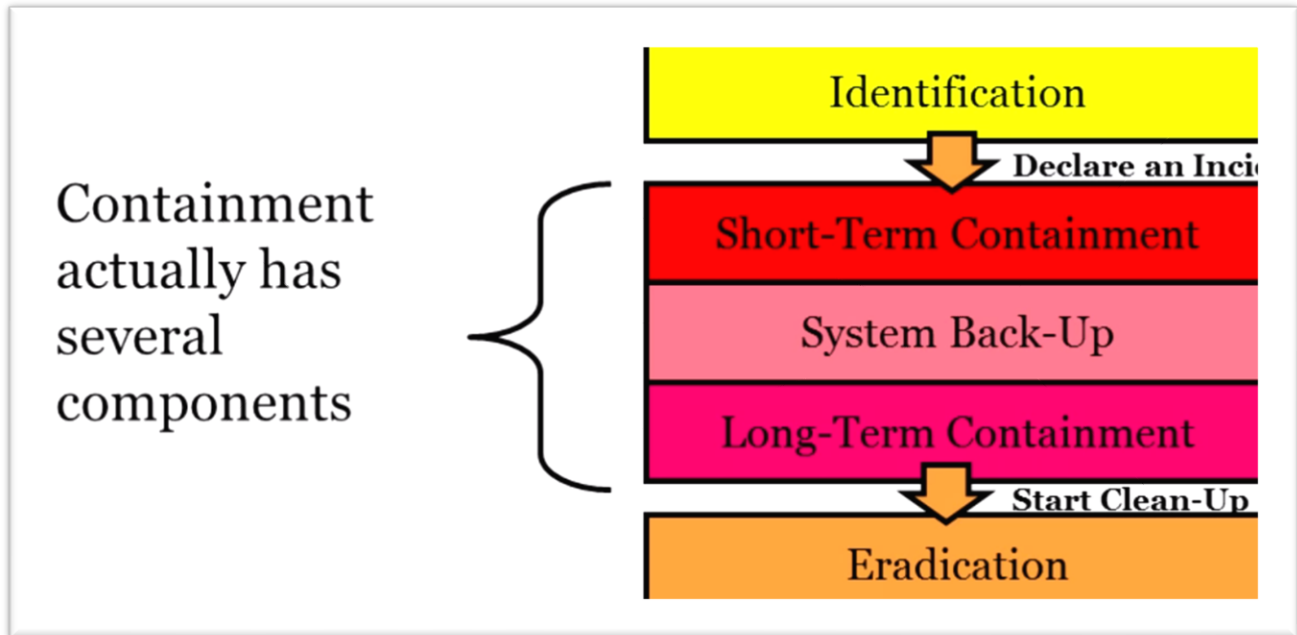 Containment
actually has
several
components
Identification
Declare an
Short-Term Containment
System Back-Up
Long-Term Containment
Start Clean-Up
Eradication